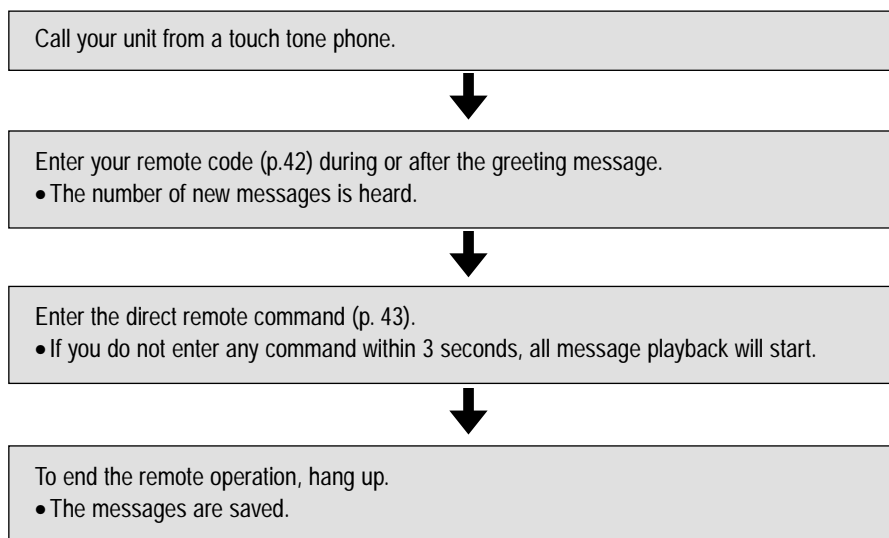 Call your unit from a touch tone phone.
Enter your remote code (p.42) during or after the greeting message.
• The number of new messages is heard.
Enter the direct remote command (p. 43).
• If you do not enter any command within 3 seconds, all message playback will start.
To end the remote operation, hang up.
• The messages are saved.